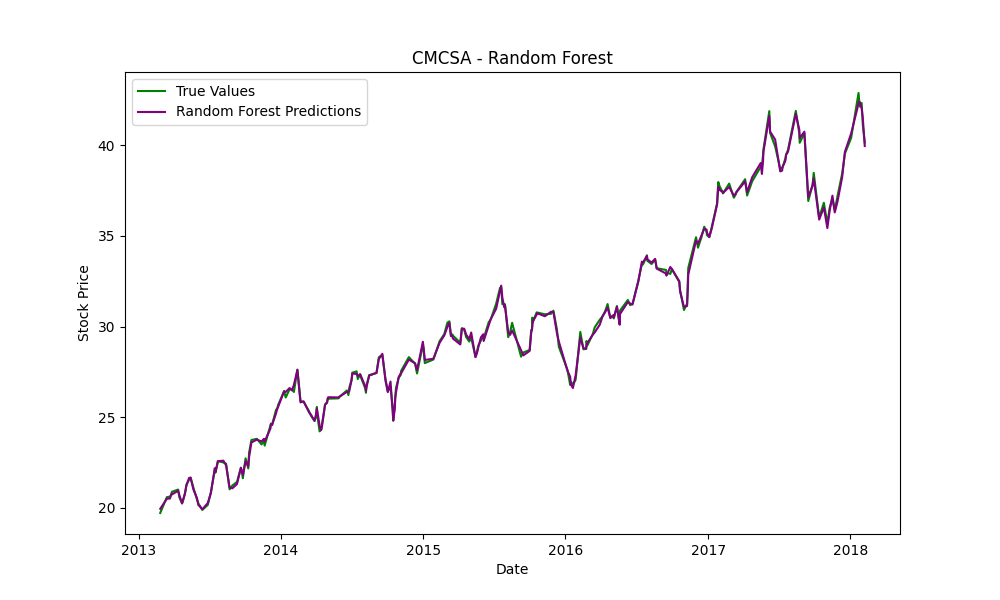 CMCSA - Random Forest
True Values
Random Forest Predictions
Stock Price
40
35
30
25
20
2013 2014 2015 2016 2017 2018
Date